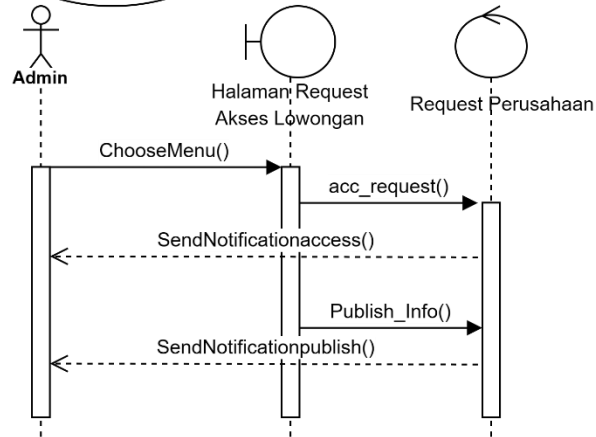 Admin
Halaman Request
Akses Lowongan
Request Perusahaan
ChooseMenu()
acc_request()
SendNotificationaccess()
Publish_Info()
SendNotificationpublish()